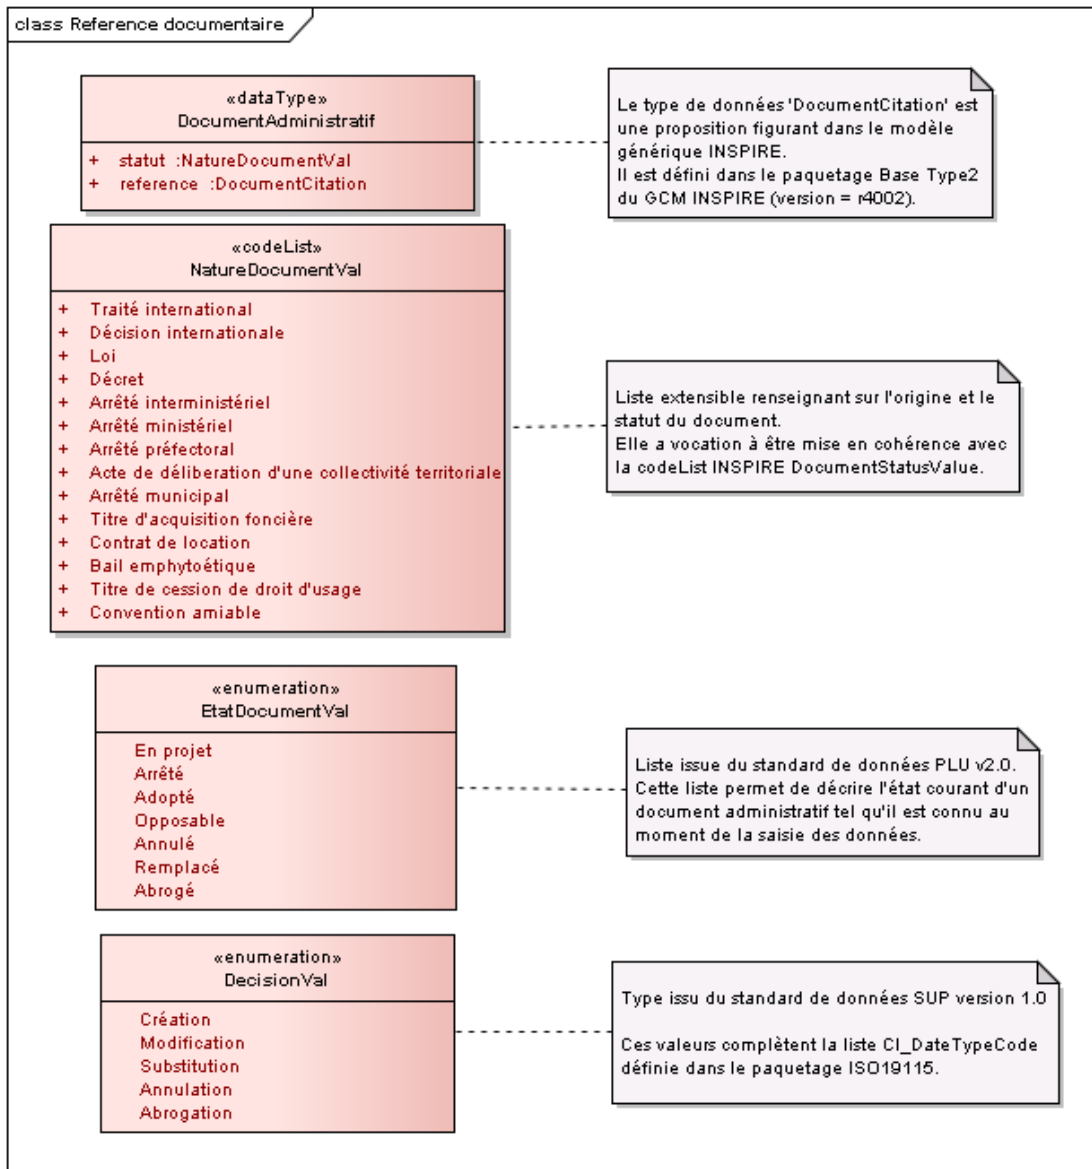 class Reference documentaire
«dataType»
DocumentAdministratif
+ statut :NatureDocumentVal
+ reference :DocumentCitation
Le type de données 'DocumentCitation' est
une proposition figurant dans le modèle
générique INSPIRE.
Il est défini dans le paquetage Base Type2
du GCM INSPIRE (version = r4002).
«codeList»
NatureDocumentVal
+ Traité international
+ Décision internationale
+ Loi
+ Décret
+ Arrêté interministériel
+ Arrêté ministériel
+ Arrêté préfectoral
+ Acte de déliberation d'une collectivité territoriale
+ Arrêté municipal
+ Titre d'acquisition foncière
+ Contrat de location
+ Bail emphytoétique
+ Titre de cession de droit d'usage
+ Convention amiable
Liste extensible renseignant sur l'origine et le
statut du document.
Elle a vocation à être mise en cohérence avec
la codeList INSPIRE DocumentStatusValue.
«enumeration»
EtatDocumentVal
En projet
Arrêté
Adopté
Opposable
Annulé
Remplacé
Abrogé
Liste issue du standard de données PLU v2.0.
Cette liste permet de décrire l'état courant d'un
document administratif tel qu'il est connu au
moment de la saisie des données.
«enumeration»
DecisionVal
Création
Modification
Substitution
Annulation
Abrogation
Type issu du standard de données SUP version 1.0
Ces valeurs complètent la liste CI_DateTypeCode
définie dans le paquetage ISO19115.